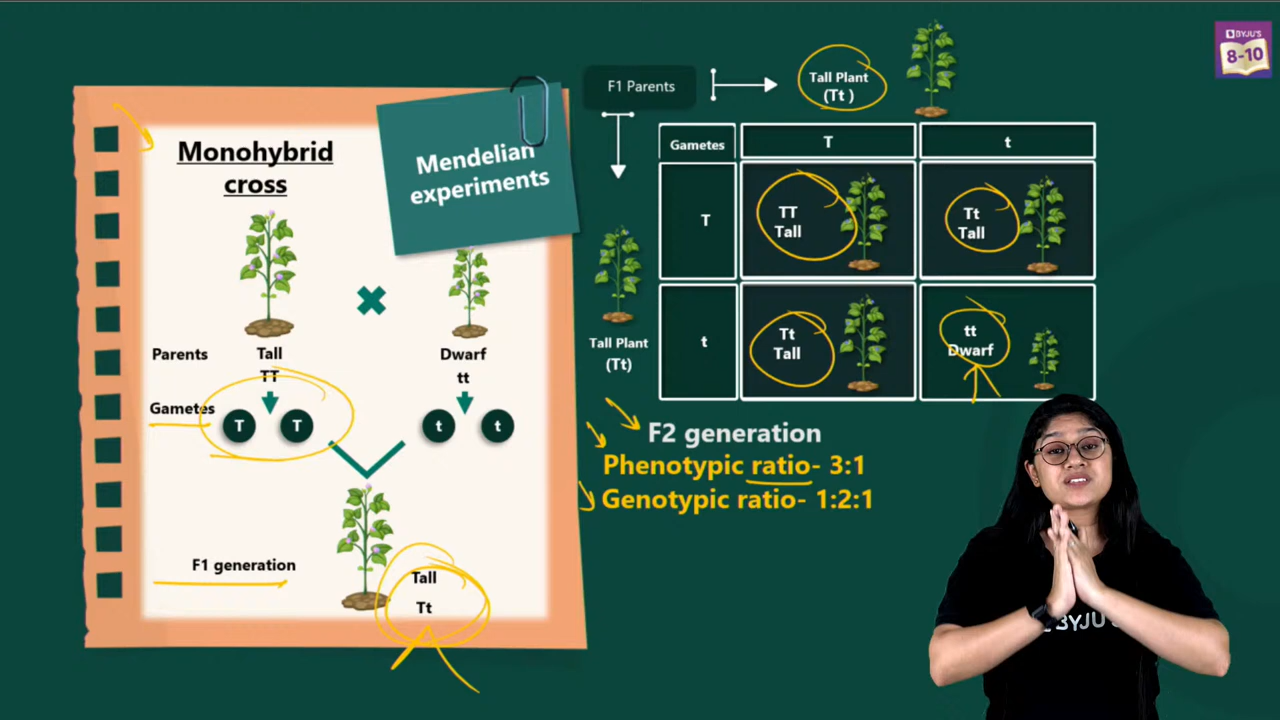 BYJU'S
8-10
Monohybrid
cross
Mendelian
experiments
Parents
Tall
TT
Dwarf
tt
Gametes
T
T
t
t
F1 generation
Tall
Tt
F1 Parents
Tall Plant
(Tt )
Tall Plant
(Tt)
Gametes
T
t
T
TT
Tall
Tt
Tall
t
Tt
Tall
tt
Dwarf
F2 generation
Phenotypic ratio- 3:1
Genotypic ratio- 1:2:1
BYJU'S